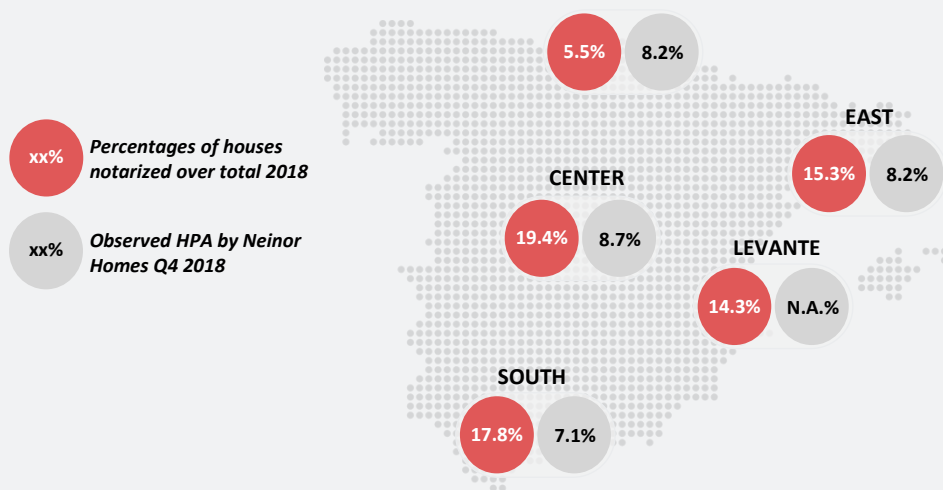 5.5%
8.2%
EAST
xx%
Percentages of houses
notarized over total 2018
15.3%
8.2%
CENTER
19.4%
8.7%
xx%
Observed HPA by Neinor
Homes Q4 2018
LEVANTE
14.3%
N.A.%
SOUTH
17.8%
7.1%